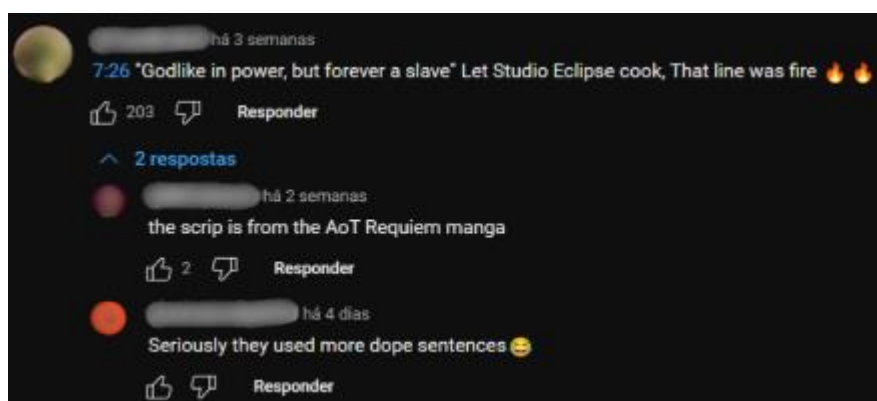 há 3 semanas
7:26 "Godlike in power, but forever a slave" Let Studio Eclipse cook, That line was fire 🔥 🔥
203 Responder
2 respostas
há 2 semanas
the scrip is from the AoT Requiem manga
2 Responder
há 4 dias
Seriously they used more dope sentences😂
Responder